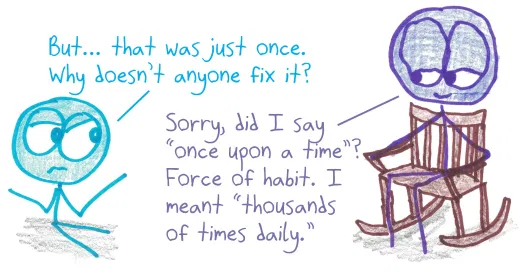 But... that was just once.
Why doesn't anyone fix it?
Sorry, did I say
"once upon a time"?
Force of habit. I
meant "thousands
of times daily."